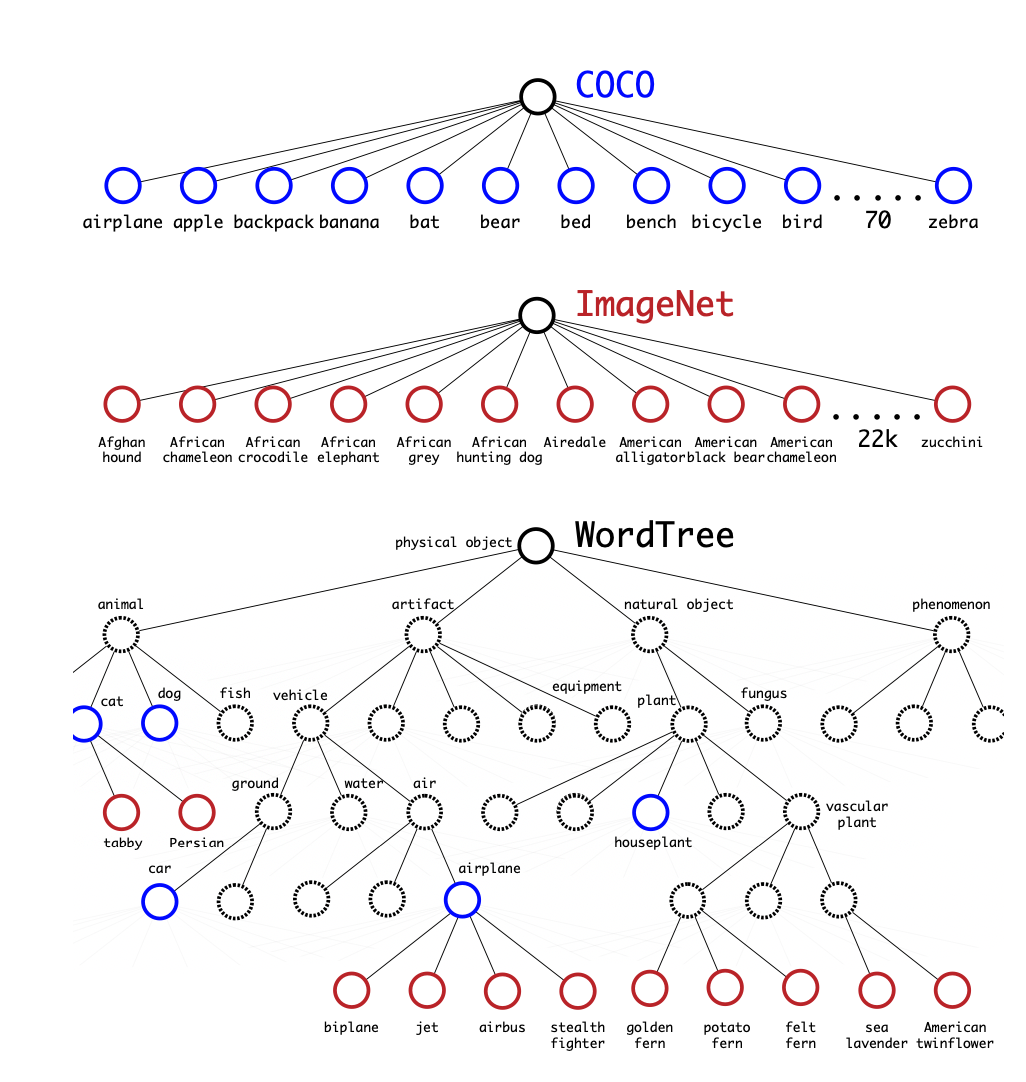 COCO
airplane apple backpack banana bat bear bed bench bicycle bird 70 zebra
ImageNet
Afghan hound
African chameleon
African crocodile
African elephant
African grey
African hunting dog
Airedale
American alligator
American black bear
American chameleon
22k
zucchini
WordTree
physical object
animal artifact natural object phenomenon
cat dog fish vehicle equipment plant fungus
ground water air
tabby Persian houseplant vascular plant
car airplane
biplane jet airbus stealth fighter golden fern potato fern felt fern sea lavender American twinflower